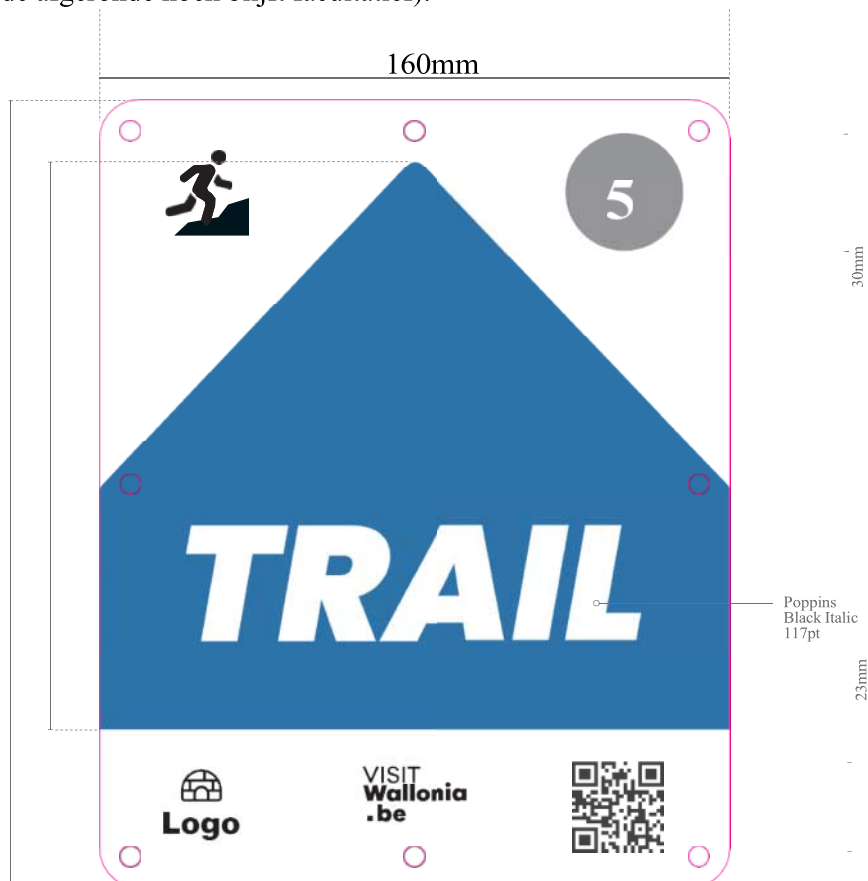 160mm
5
30mm
TRAIL
Poppins
Black Italic
117pt
23mm
VISIT
Wallonia
.be
Logo